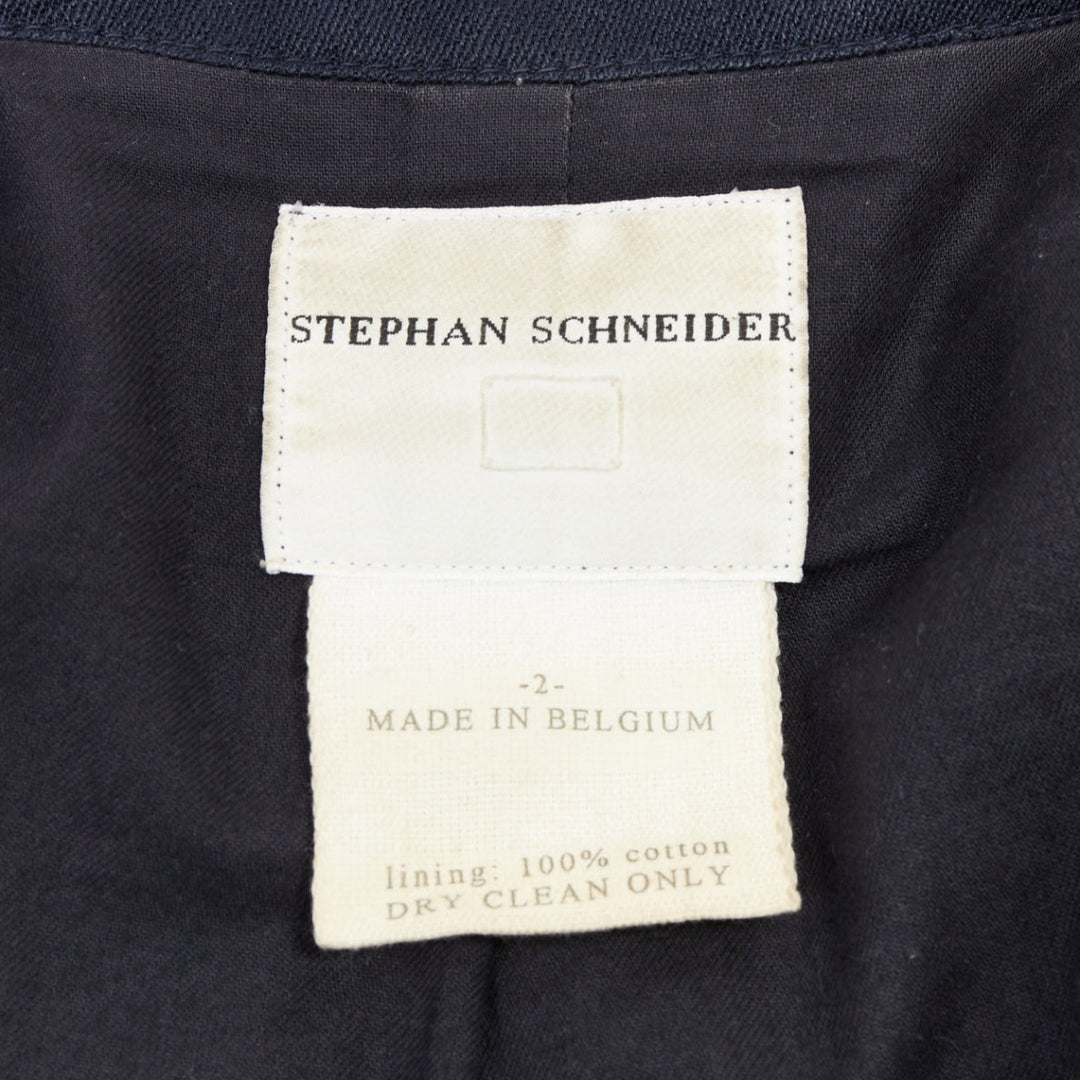 STEPHAN SCHNEIDER
-2-
MADE IN BELGIUM
lining: 100% cotton
DRY CLEAN ONLY